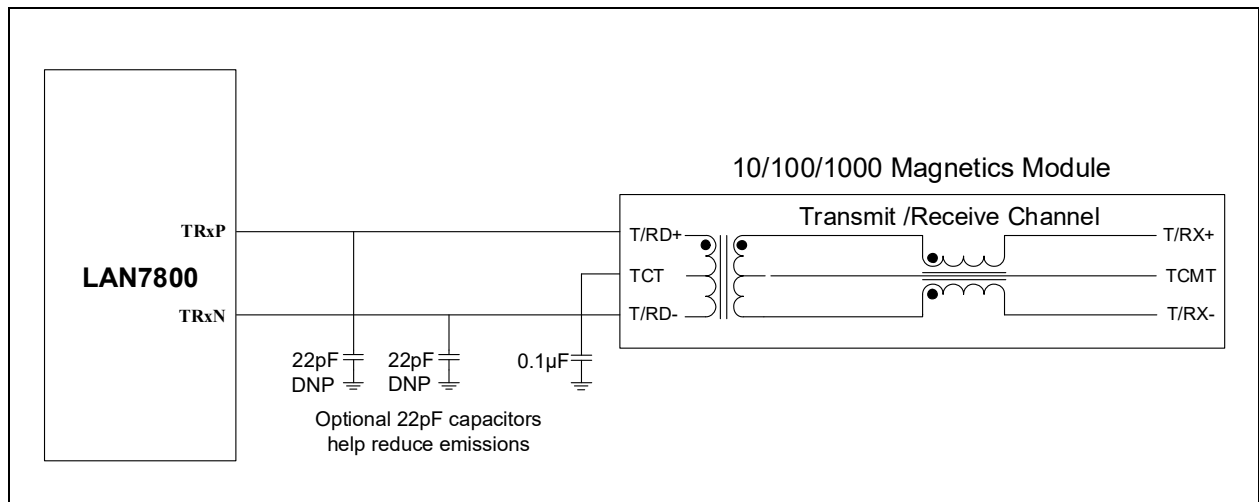 10/100/1000 Magnetics Module
Transmit /Receive Channel
LAN7800
TRxP
TRxN
T/RD+
TCT
T/RD-
T/RX+
TCMT
T/RX-
22pF
DNP
22pF
DNP
0.1µF
Optional 22pF capacitors
help reduce emissions